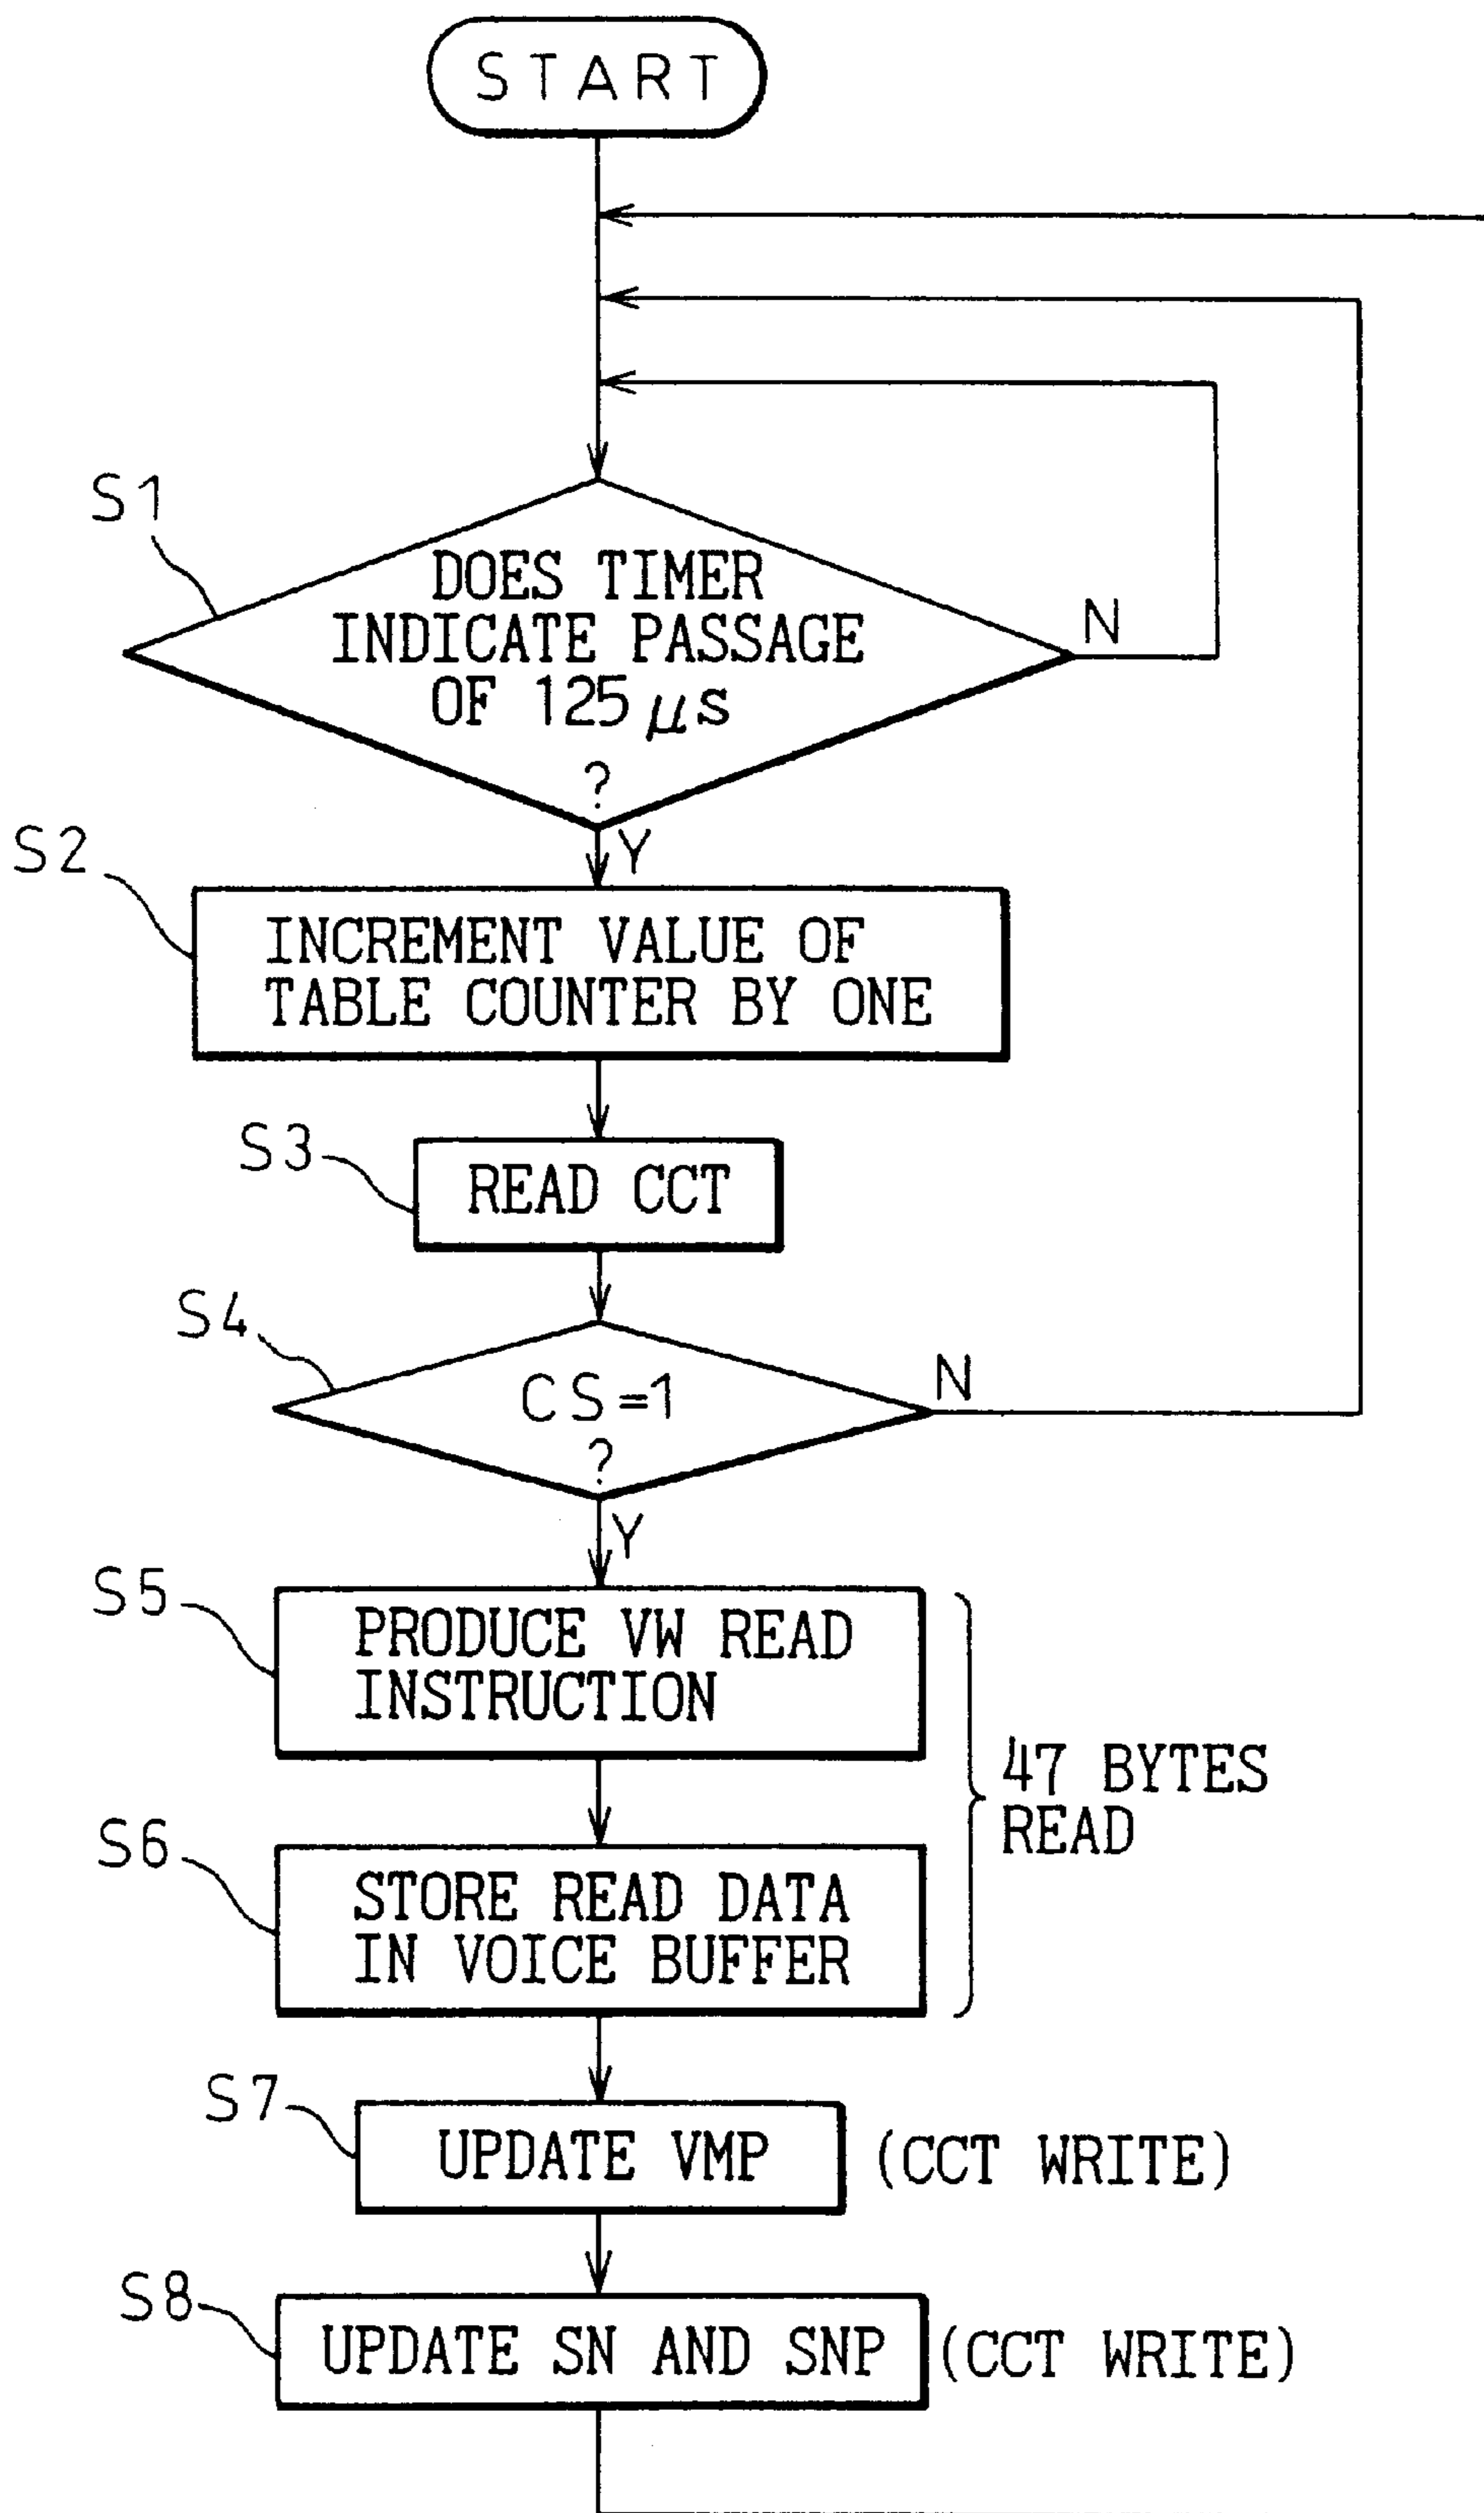 START
S1
DOES TIMER
INDICATE PASSAGE
OF 125 μs
?
N
Y
S2
INCREMENT VALUE OF
TABLE COUNTER BY ONE
S3
READ CCT
S4
CS=1
?
N
Y
S5
PRODUCE VW READ
INSTRUCTION
47 BYTES
READ
S6
STORE READ DATA
IN VOICE BUFFER
S7
UPDATE VMP
(CCT WRITE)
S8
UPDATE SN AND SNP
(CCT WRITE)